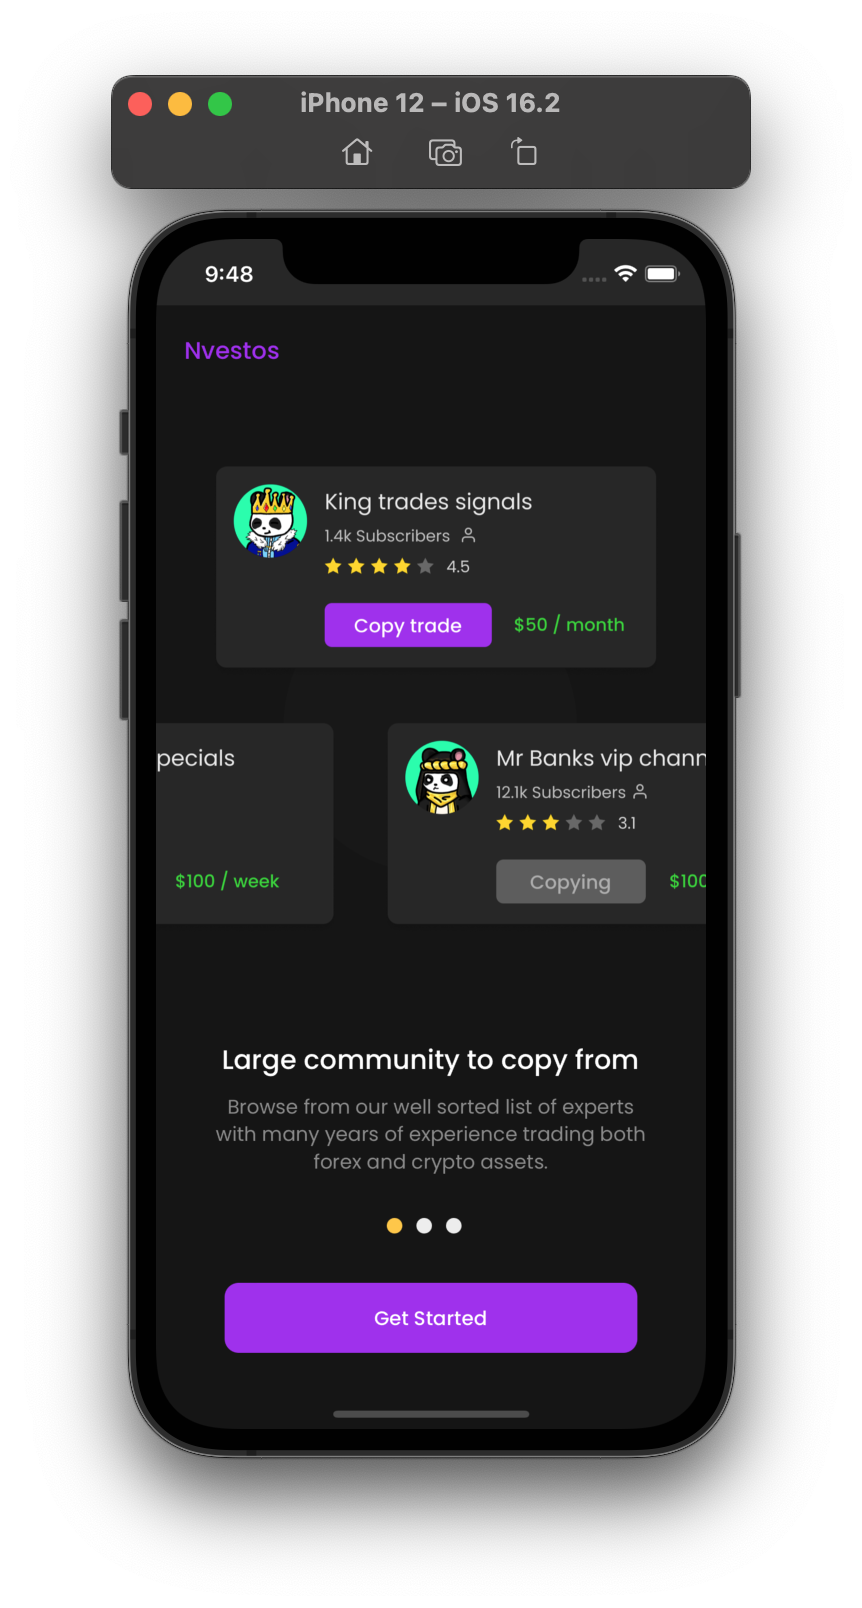 iPhone 12 – iOS 16.2
9:48
Nvestos
King trades signals
1.4k Subscribers
4.5
Copy trade
$50 / month
pecials
$100 / week
Mr Banks vip chann
12.1k Subscribers
3.1
Copying
$100
Large community to copy from
Browse from our well sorted list of experts
with many years of experience trading both
forex and crypto assets.
Get Started